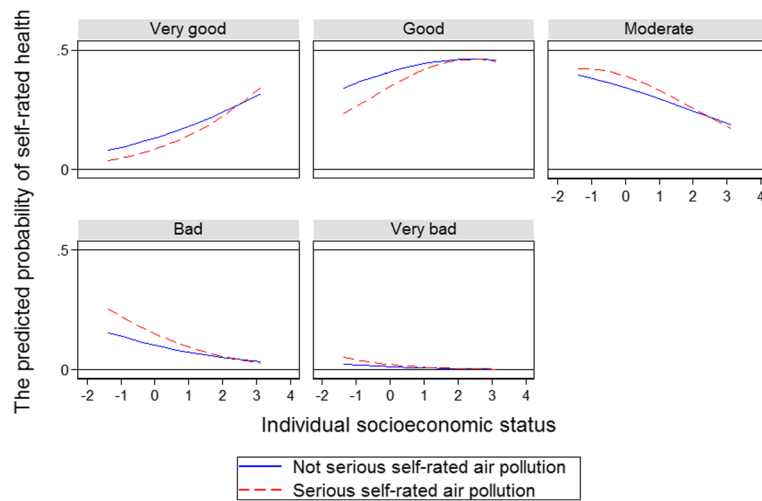 Very good
Good
Moderate
.5
0
-2 -1 0 1 2 3 4
Bad
Very bad
.5
0
-2 -1 0 1 2 3 4
-2 -1 0 1 2 3 4
The predicted probability of self-rated health
Individual socioeconomic status
Not serious self-rated air pollution
Serious self-rated air pollution